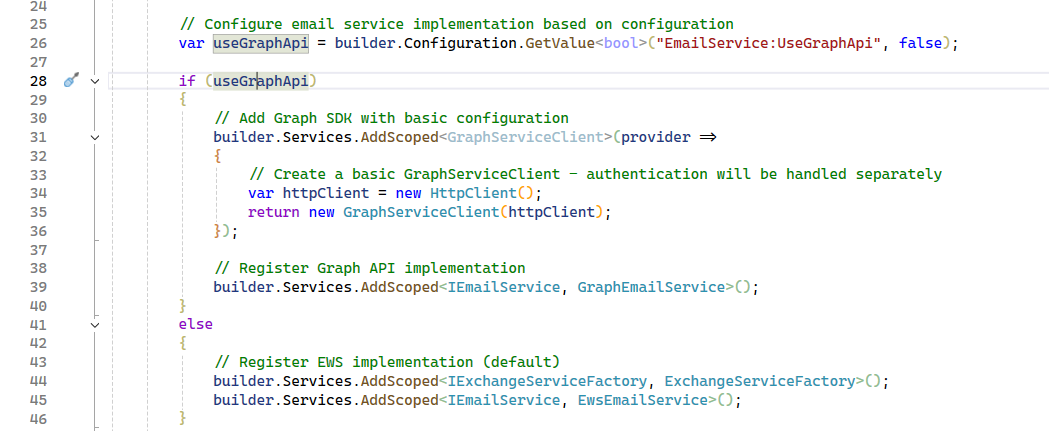 24
25 // Configure email service implementation based on configuration
26 var useGraphApi = builder.Configuration.GetValue<bool>("EmailService:UseGraphApi", false);
27
28 if (useGraphApi)
29 {
30 // Add Graph SDK with basic configuration
31 builder.Services.AddScoped<GraphServiceClient>(provider =>
32 {
33 // Create a basic GraphServiceClient - authentication will be handled separately
34 var httpClient = new HttpClient();
35 return new GraphServiceClient(httpClient);
36 });
37
38 // Register Graph API implementation
39 builder.Services.AddScoped<IEmailService, GraphEmailService>();
40 }
41 else
42 {
43 // Register EWS implementation (default)
44 builder.Services.AddScoped<IExchangeServiceFactory, ExchangeServiceFactory>();
45 builder.Services.AddScoped<IEmailService, EwsEmailService>();
46 }